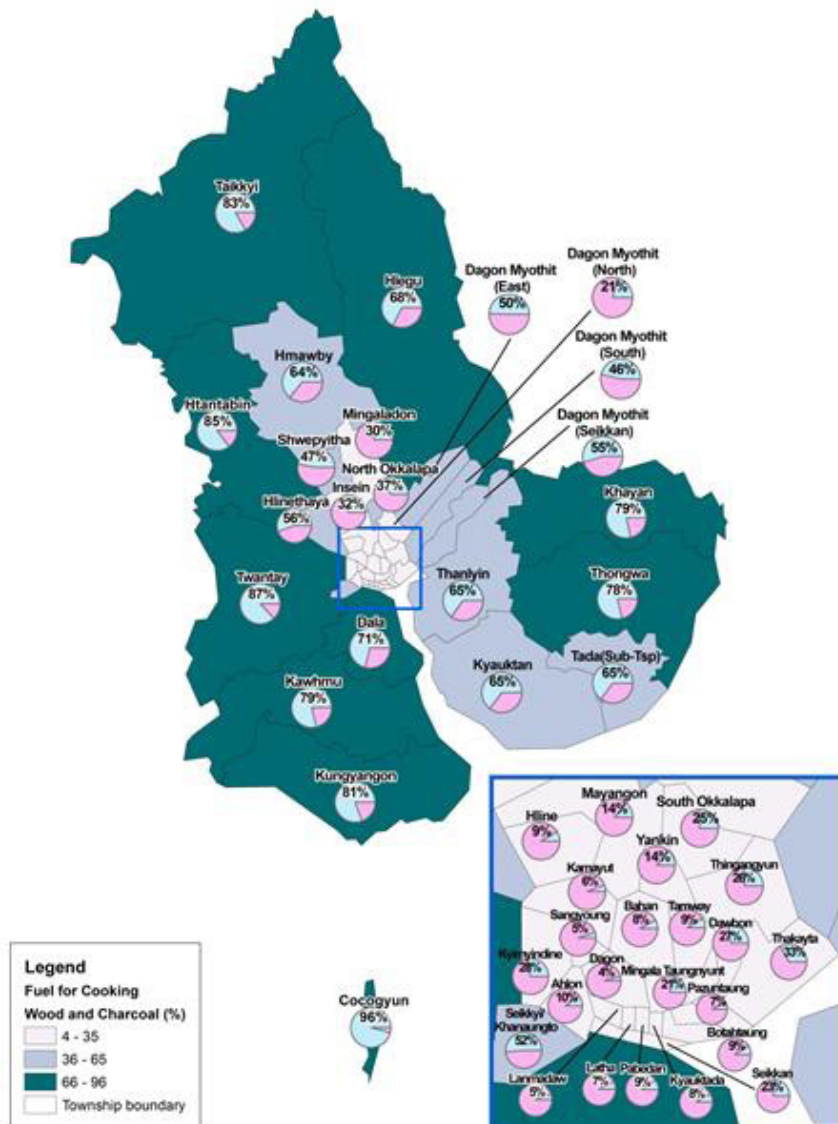 Taikkyi
83%
Hlegu
68%
Dagon Myothit
(East)
50%
Dagon Myothit
(North)
21%
Dagon Myothit
(South)
46%
Dagon Myothit
(Seikkan)
55%
Hmawby
64%
Htantabin
85%
Mingaladon
30%
Shwepyitha
47%
North Okkalapa
37%
Insein
32%
Hlinethaya
56%
Khayan
79%
Thongwa
78%
Twantay
87%
Thanlyin
65%
Dala
71%
Kyauktan
65%
Tada(Sub-Tsp)
65%
Kawhmu
79%
Kungyangon
81%
Cocogyun
96%
Mayangon
14%
South Okkalapa
25%
Hline
9%
Yankin
14%
Thingangyun
26%
Kamayut
6%
Bahan
8%
Tamway
9%
Sangyoung
5%
Dawbon
27%
Thakayta
33%
Kyimyindine
28%
Dagon
4%
Mingala Taungnyunt
21%
Pazuntaung
7%
Ahlon
10%
Seikkyi/
Khanaungto
52%
Botahtaung
9%
Lanmadaw
5%
Latha
7%
Pabedan
9%
Kyauktada
8%
Seikkan
23%
Legend
Fuel for Cooking
Wood and Charcoal (%)
4 - 35
36 - 65
66 - 96
Township boundary